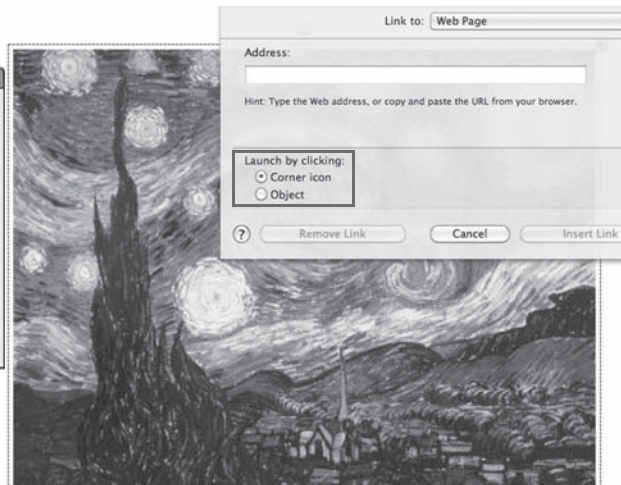 Link to: Web Page
Address:
Hint: Type the Web address, or copy and paste the URL from your browser.
Launch by clicking:
Corner icon
Object
? Remove Link Cancel Insert Link